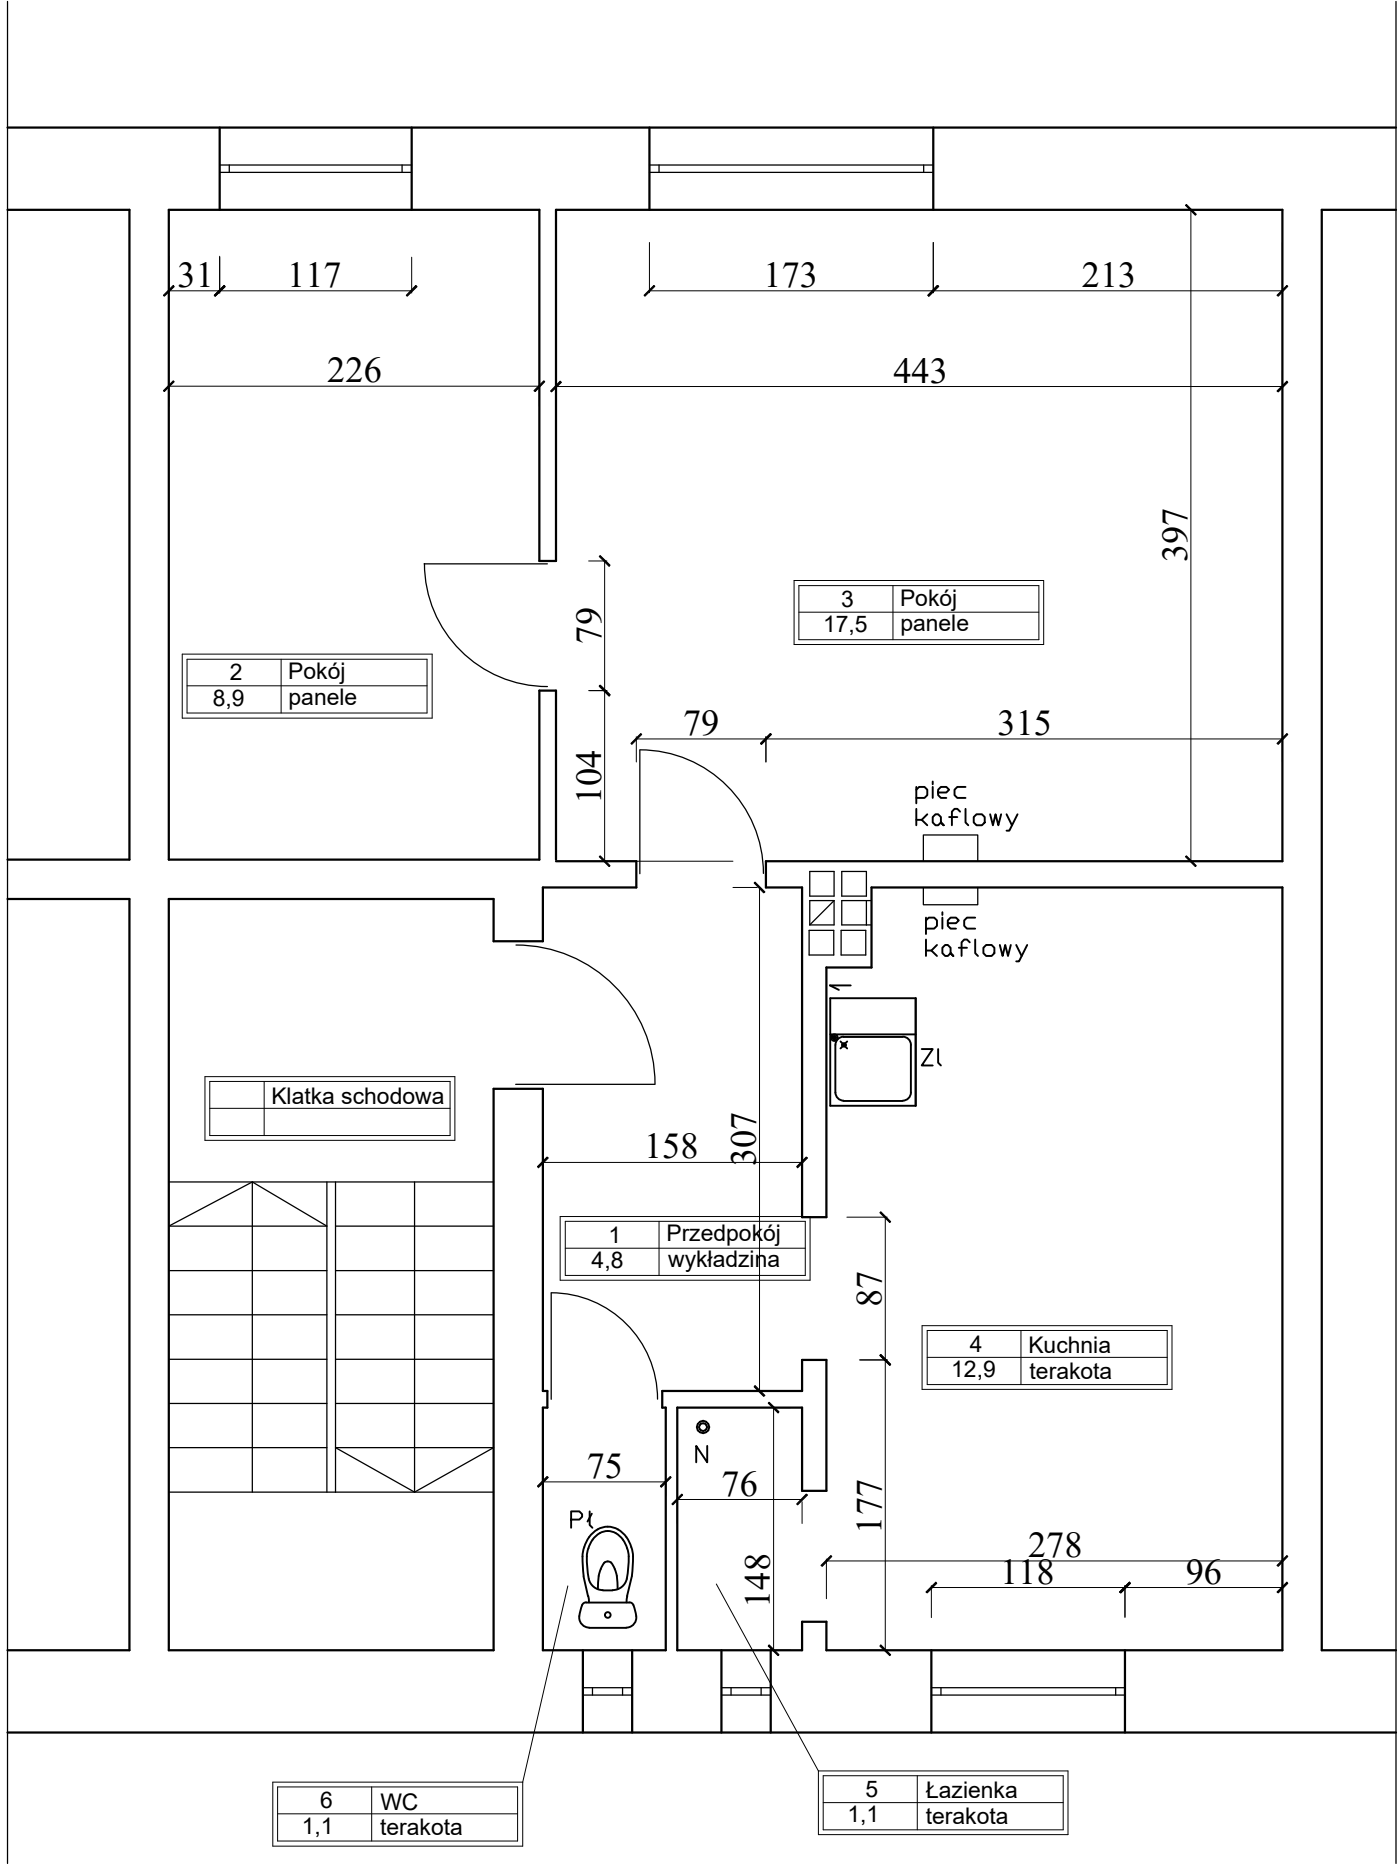 31
117
173
213
226
443
397
79
3 Pokój
17,5 panele
2 Pokój
8,9 panele
79
315
104
piec
kaflowy
piec
kaflowy
1
Zl
Klatka schodowa
158
307
1 Przedpokój
4,8 wykładzina
87
4 Kuchnia
12,9 terakota
N
75
76
177
Pł
148
278
118
96
6 WC
1,1 terakota
5 Łazienka
1,1 terakota